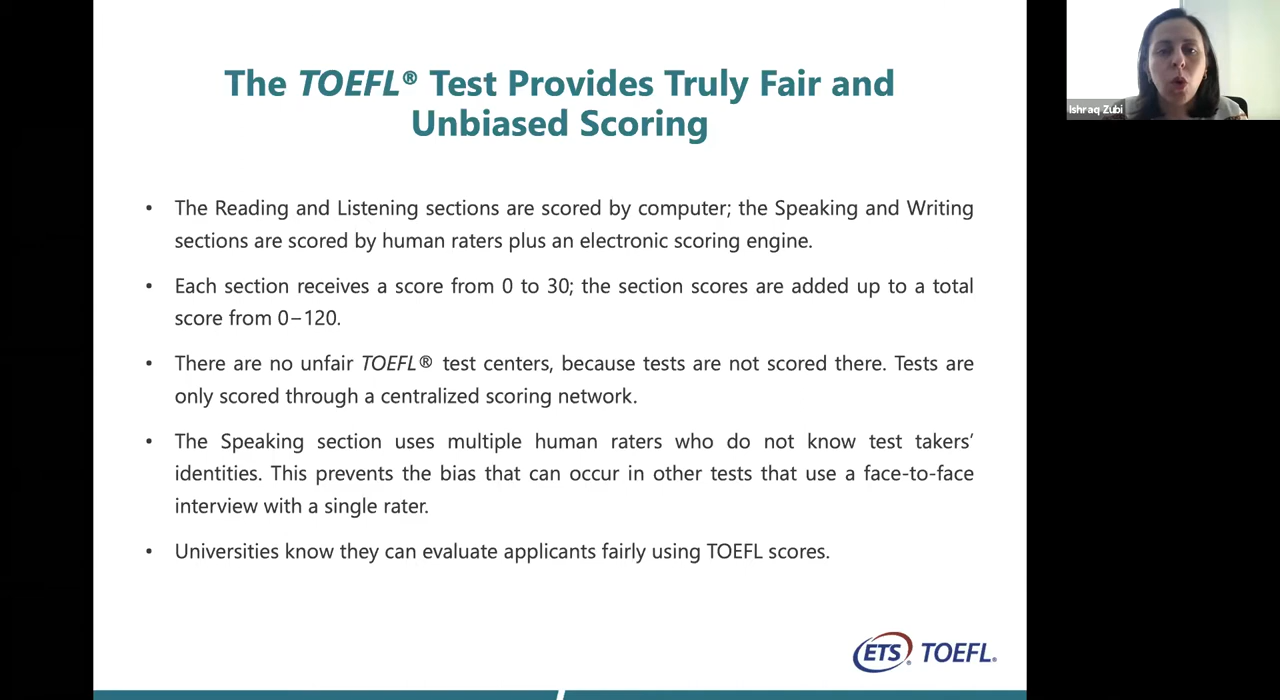 The TOEFL® Test Provides Truly Fair and
Unbiased Scoring
• The Reading and Listening sections are scored by computer; the Speaking and Writing
sections are scored by human raters plus an electronic scoring engine.
• Each section receives a score from 0 to 30; the section scores are added up to a total
score from 0–120.
• There are no unfair TOEFL® test centers, because tests are not scored there. Tests are
only scored through a centralized scoring network.
• The Speaking section uses multiple human raters who do not know test takers’
identities. This prevents the bias that can occur in other tests that use a face-to-face
interview with a single rater.
• Universities know they can evaluate applicants fairly using TOEFL scores.
ETS® TOEFL®
Ishraq Zubi